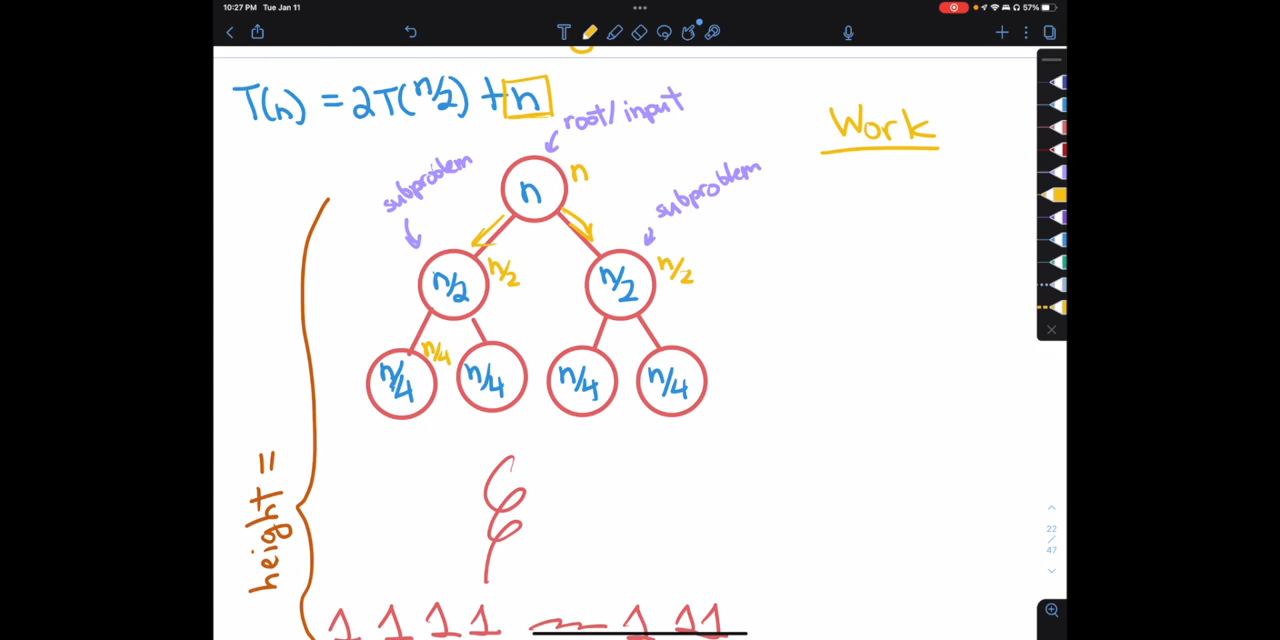 10:27 PM Tue Jan 11
57%
T(n) = 2T(n/2) + n
Work
root/input
subproblem
n
n
subproblem
n/2
n/2
n/2
n/2
n/4
n/4
n/4
n/4
n/4
height =
22
/
47
1 1 1 1 1 1 1